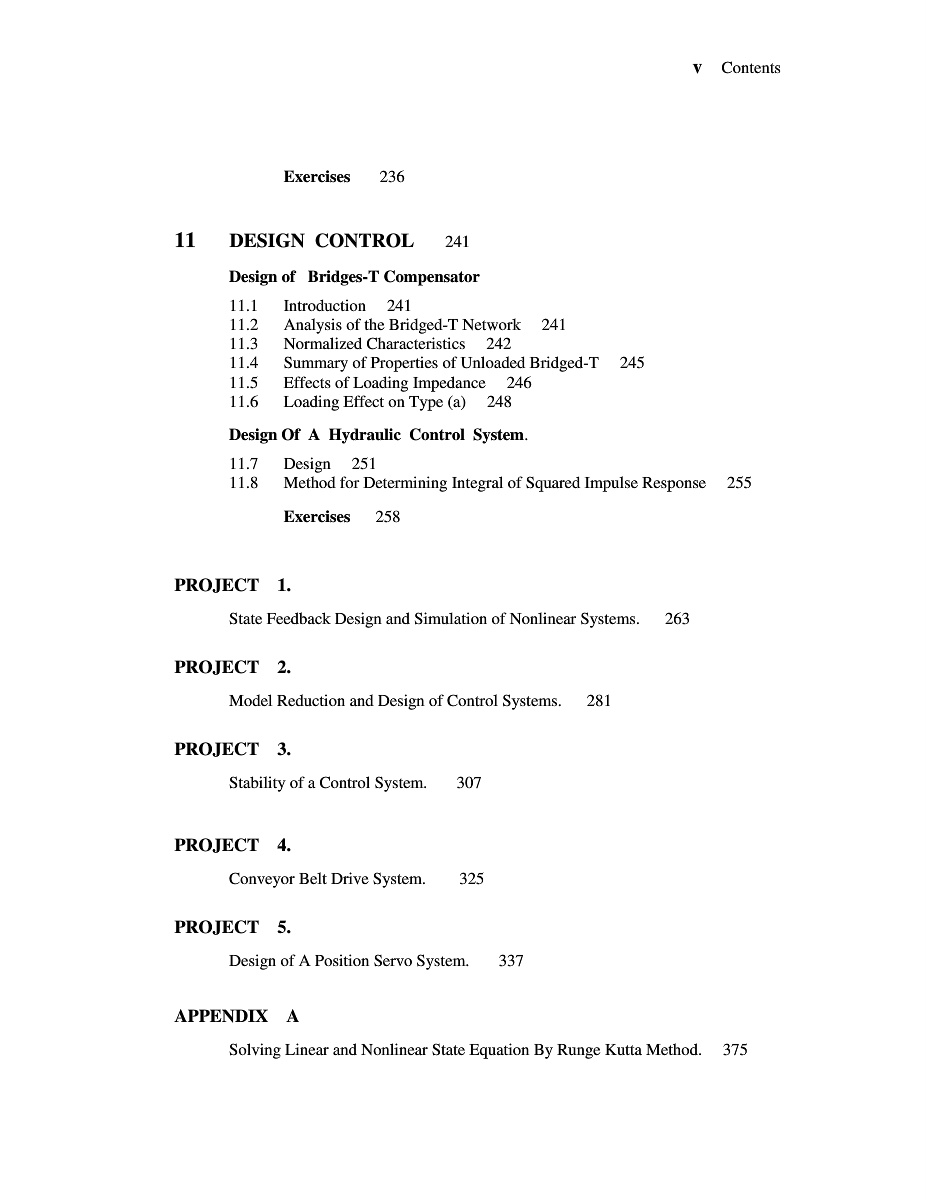 v Contents
Exercises 236
11 DESIGN CONTROL 241
Design of Bridges-T Compensator
11.1 Introduction 241
11.2 Analysis of the Bridged-T Network 241
11.3 Normalized Characteristics 242
11.4 Summary of Properties of Unloaded Bridged-T 245
11.5 Effects of Loading Impedance 246
11.6 Loading Effect on Type (a) 248
Design Of A Hydraulic Control System.
11.7 Design 251
11.8 Method for Determining Integral of Squared Impulse Response 255
Exercises 258
PROJECT 1.
State Feedback Design and Simulation of Nonlinear Systems. 263
PROJECT 2.
Model Reduction and Design of Control Systems. 281
PROJECT 3.
Stability of a Control System. 307
PROJECT 4.
Conveyor Belt Drive System. 325
PROJECT 5.
Design of A Position Servo System. 337
APPENDIX A
Solving Linear and Nonlinear State Equation By Runge Kutta Method. 375